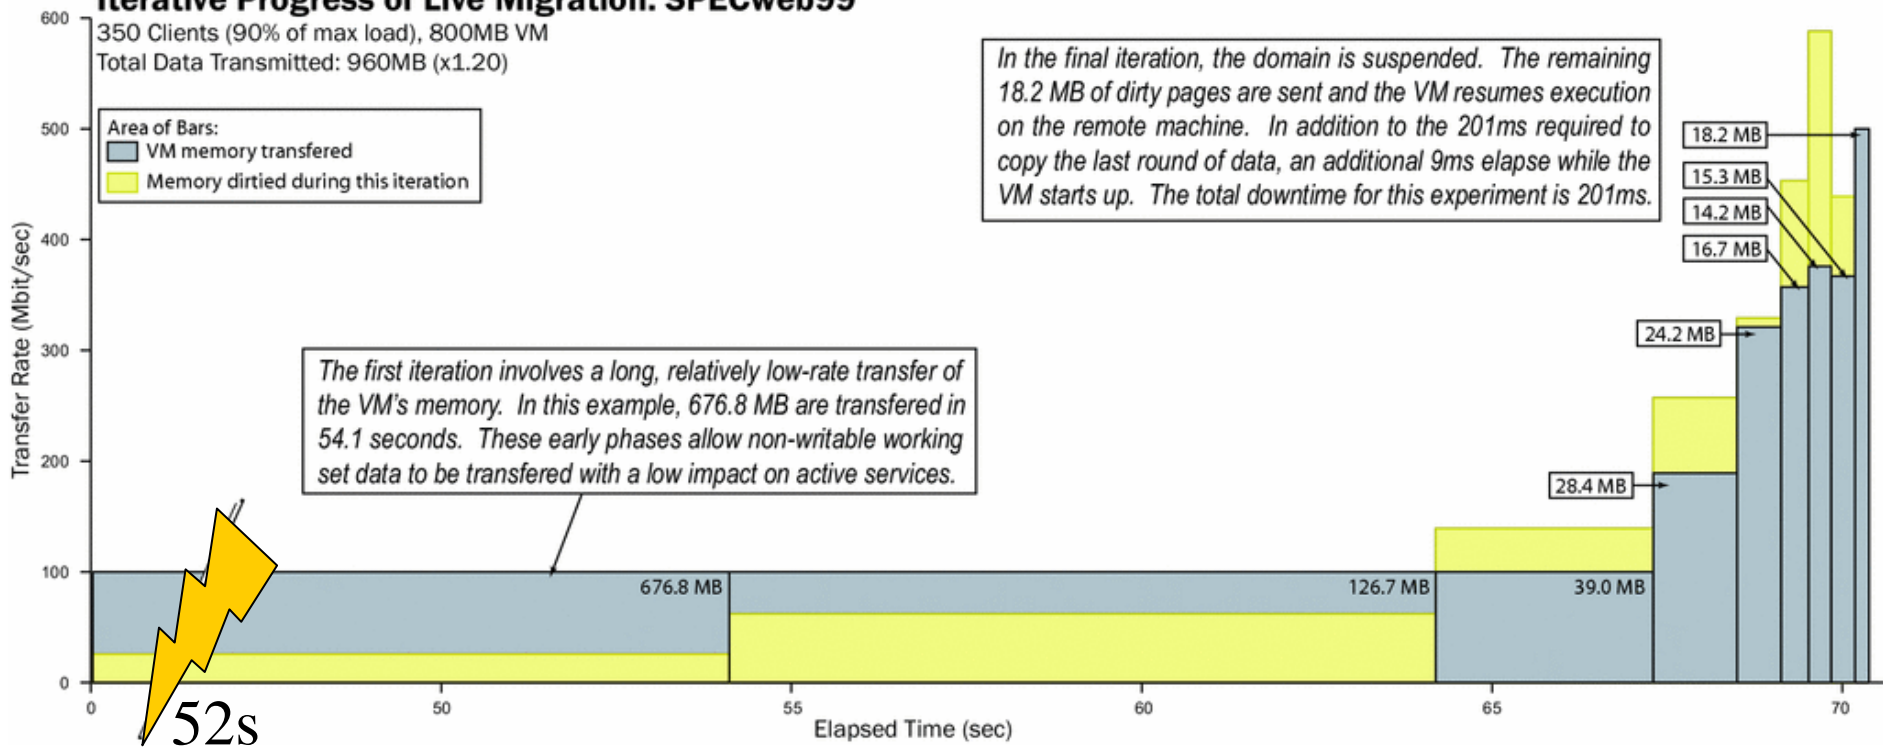 Iterative Progress of Live Migration: SPECweb99
350 Clients (90% of max load), 800MB VM
Total Data Transmitted: 960MB (x1.20)
Area of Bars:
VM memory transfered
Memory dirtied during this iteration
In the final iteration, the domain is suspended. The remaining
18.2 MB of dirty pages are sent and the VM resumes execution
on the remote machine. In addition to the 201ms required to
copy the last round of data, an additional 9ms elapse while the
VM starts up. The total downtime for this experiment is 201ms.
The first iteration involves a long, relatively low-rate transfer of
the VM's memory. In this example, 676.8 MB are transfered in
54.1 seconds. These early phases allow non-writable working
set data to be transfered with a low impact on active services.
18.2 MB
15.3 MB
14.2 MB
16.7 MB
24.2 MB
28.4 MB
676.8 MB
126.7 MB
39.0 MB
Transfer Rate (Mbit/sec)
600
500
400
300
200
100
0
0
50
55
60
65
70
52s
Elapsed Time (sec)